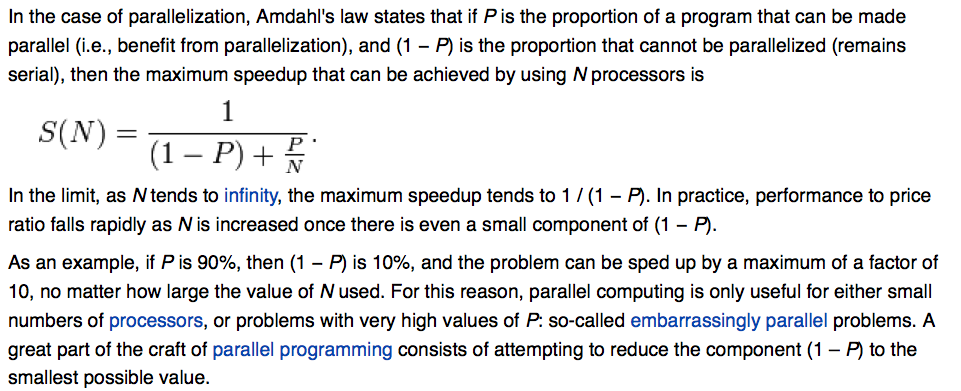 In the case of parallelization, Amdahl's law states that if P is the proportion of a program that can be made
parallel (i.e., benefit from parallelization), and (1 − P) is the proportion that cannot be parallelized (remains
serial), then the maximum speedup that can be achieved by using N processors is
S(N) = 1 / ((1 − P) + P/N).
In the limit, as N tends to infinity, the maximum speedup tends to 1 / (1 − P). In practice, performance to price
ratio falls rapidly as N is increased once there is even a small component of (1 − P).
As an example, if P is 90%, then (1 − P) is 10%, and the problem can be sped up by a maximum of a factor of
10, no matter how large the value of N used. For this reason, parallel computing is only useful for either small
numbers of processors, or problems with very high values of P: so-called embarrassingly parallel problems. A
great part of the craft of parallel programming consists of attempting to reduce the component (1 − P) to the
smallest possible value.